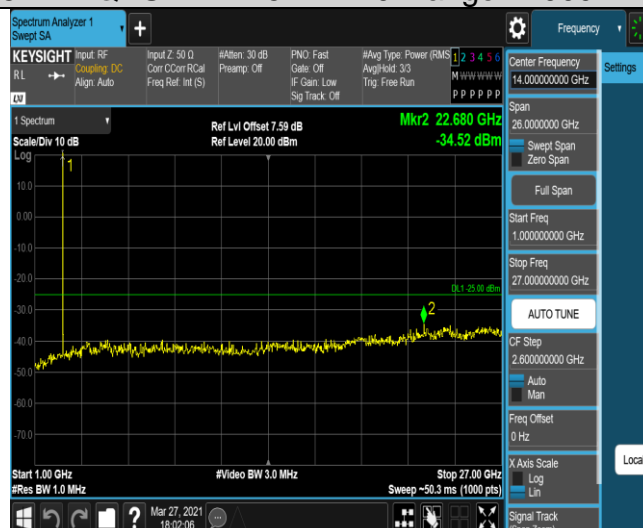 Spectrum Analyzer 1
Swept SA
+
Frequency
KEYSIGHT
RL
LXI
Input: RF
Coupling: DC
Align: Auto
Input Z: 50 Ω
Corr CCorr RCal
Freq Ref: Int (S)
#Atten: 30 dB
Preamp: Off
PNO: Fast
Gate: Off
IF Gain: Low
Sig Track: Off
#Avg Type: Power (RMS
Avg|Hold: 3/3
Trig: Free Run
1 2 3 4 5 6
M W W W W W
P P P P P P
Center Frequency
14.000000000 GHz
Settings
Span
26.0000000 GHz
Swept Span
Zero Span
Full Span
Start Freq
1.000000000 GHz
Stop Freq
27.000000000 GHz
AUTO TUNE
CF Step
2.600000000 GHz
Auto
Man
Freq Offset
0 Hz
X Axis Scale
Log
Lin
Local
Signal Track
1 Spectrum
Scale/Div 10 dB
Ref Lvl Offset 7.59 dB
Ref Level 20.00 dBm
Mkr2 22.680 GHz
-34.52 dBm
Log
1
10.0
0.00
-10.0
-20.0
DL1 -25.00 dBm
2
-30.0
-40.0
-50.0
-60.0
-70.0
Start 1.00 GHz
#Res BW 1.0 MHz
#Video BW 3.0 MHz
Stop 27.00 GHz
Sweep ~50.3 ms (1000 pts)
?
Mar 27, 2021
18:02:06